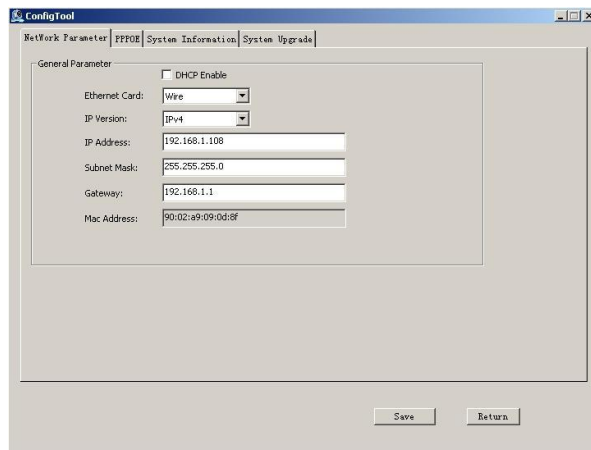 ConfigTool
NetWork Parameter PPPOE System Information System Upgrade
General Parameter
DHCP Enable
Ethernet Card: Wire
IP Version: IPv4
IP Address: 192.168.1.108
Subnet Mask: 255.255.255.0
Gateway: 192.168.1.1
Mac Address: 90:02:a9:09:0d:8f
Save Return